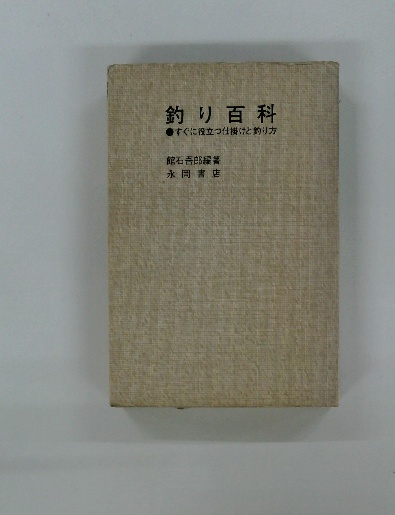 釣り百科
●すぐに役立つ仕掛けと釣り方
館石吾郎編著
永岡書店